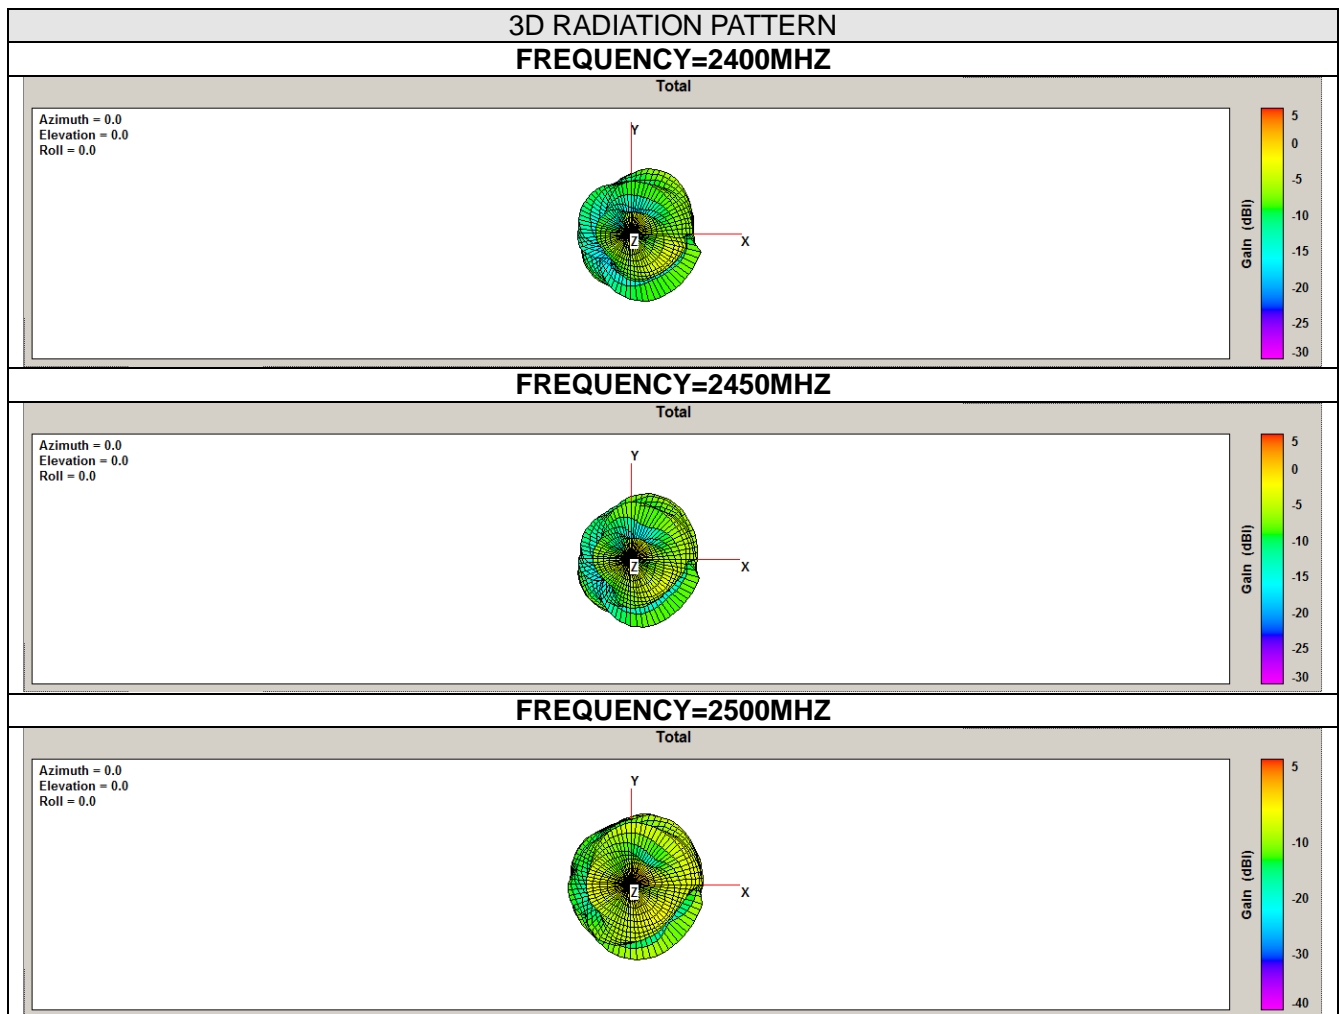 3D RADIATION PATTERN
FREQUENCY=2400MHZ
Total
Azimuth = 0.0
Elevation = 0.0
Roll = 0.0
Y
Z
X
Gain (dBi)
5
0
-5
-10
-15
-20
-25
-30
FREQUENCY=2450MHZ
Total
Azimuth = 0.0
Elevation = 0.0
Roll = 0.0
Y
Z
X
Gain (dBi)
5
0
-5
-10
-15
-20
-25
-30
FREQUENCY=2500MHZ
Total
Azimuth = 0.0
Elevation = 0.0
Roll = 0.0
Y
Z
X
Gain (dBi)
5
-10
-20
-30
-40